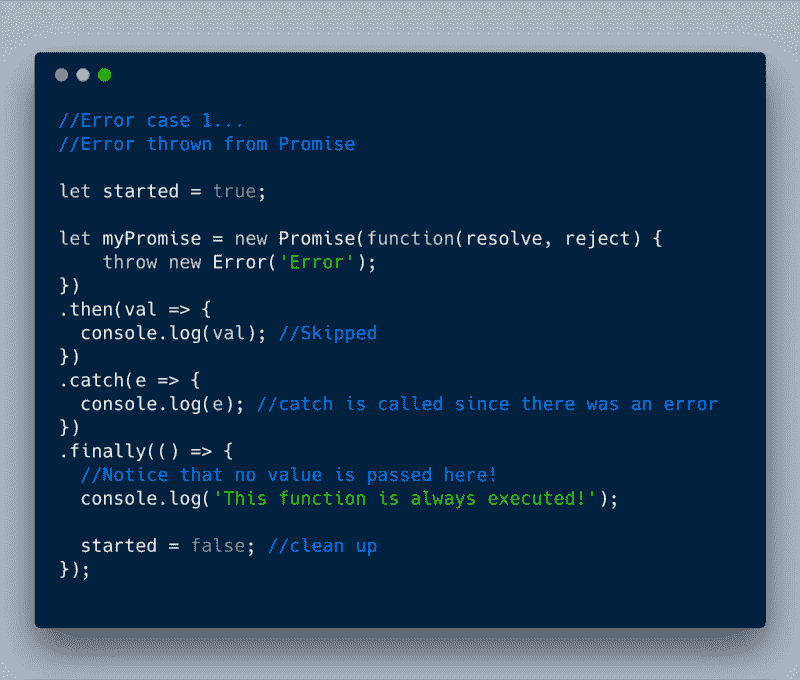 //Error case 1...
//Error thrown from Promise
let started = true;
let myPromise = new Promise(function(resolve, reject) {
    throw new Error('Error');
})
.then(val => {
  console.log(val); //Skipped
})
.catch(e => {
  console.log(e); //catch is called since there was an error
})
.finally(() => {
  //Notice that no value is passed here!
  console.log('This function is always executed!');
  started = false; //clean up
});